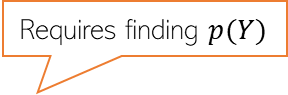 Requires finding p(Y)